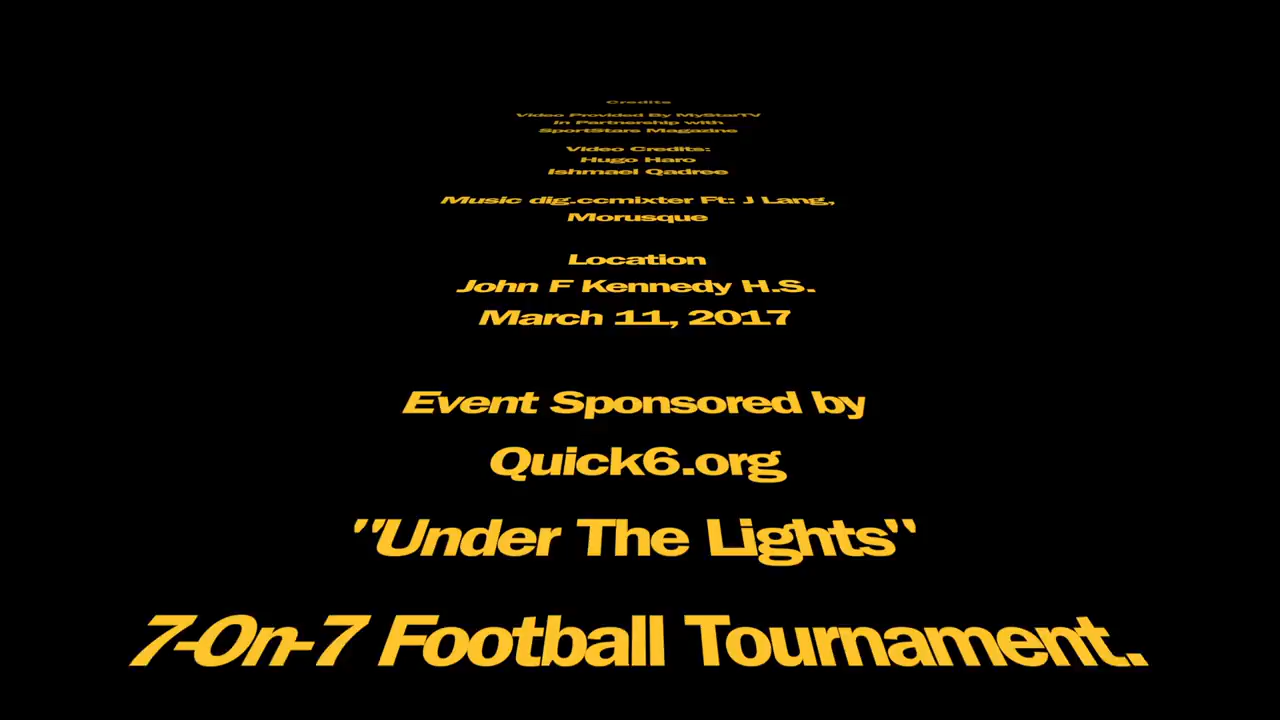 Credits
Video Provided By MyStarTV
in Partnership with
SportStars Magazine
Video Credits:
Hugo Haro
Ishmael Qadree
Music dig.ccmixter Ft: J Lang,
Morusque
Location
John F Kennedy H.S.
March 11, 2017
Event Sponsored by
Quick6.org
"Under The Lights"
7-On-7 Football Tournament.